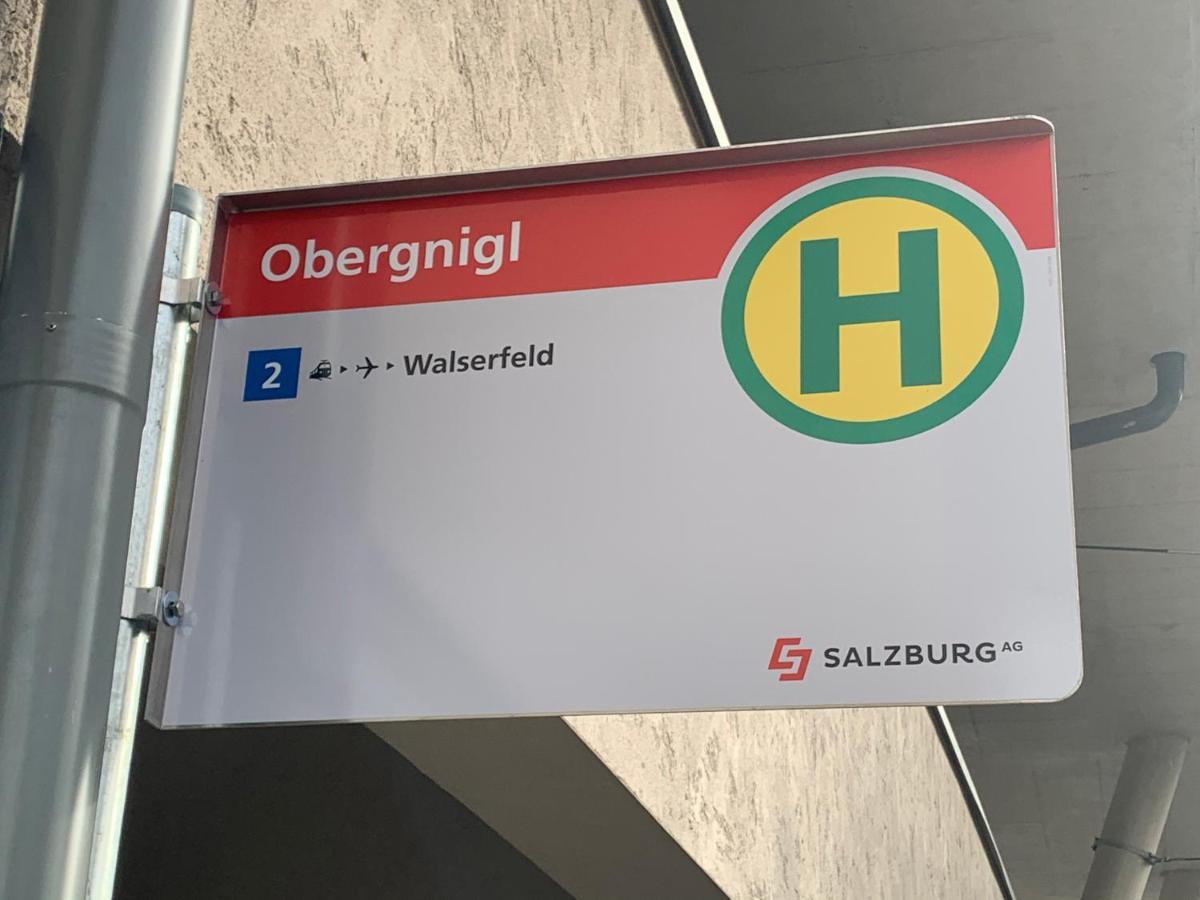 Obergnigl
H
2 Walserfeld
SALZBURG AG